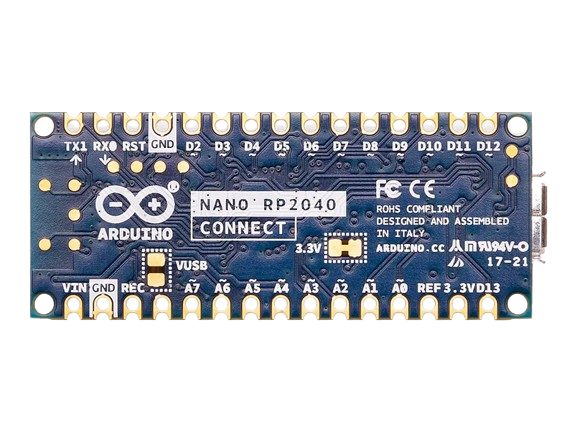 TX1 RX0 RST GND D2 ~D3 D4 ~D5 ~D6 D7 D8 ~D9 ~D10 D11 D12
ARDUINO
NANO RP2040
CONNECT
FC CE
ROHS COMPLIANT
DESIGNED AND ASSEMBLED
IN ITALY
ARDUINO.CC 94V-0
17-21
3.3V
VUSB
VIN GND REC ~A7 ~A6 ~A5 ~A4 ~A3 ~A2 ~A1 ~A0 REF 3.3V D13